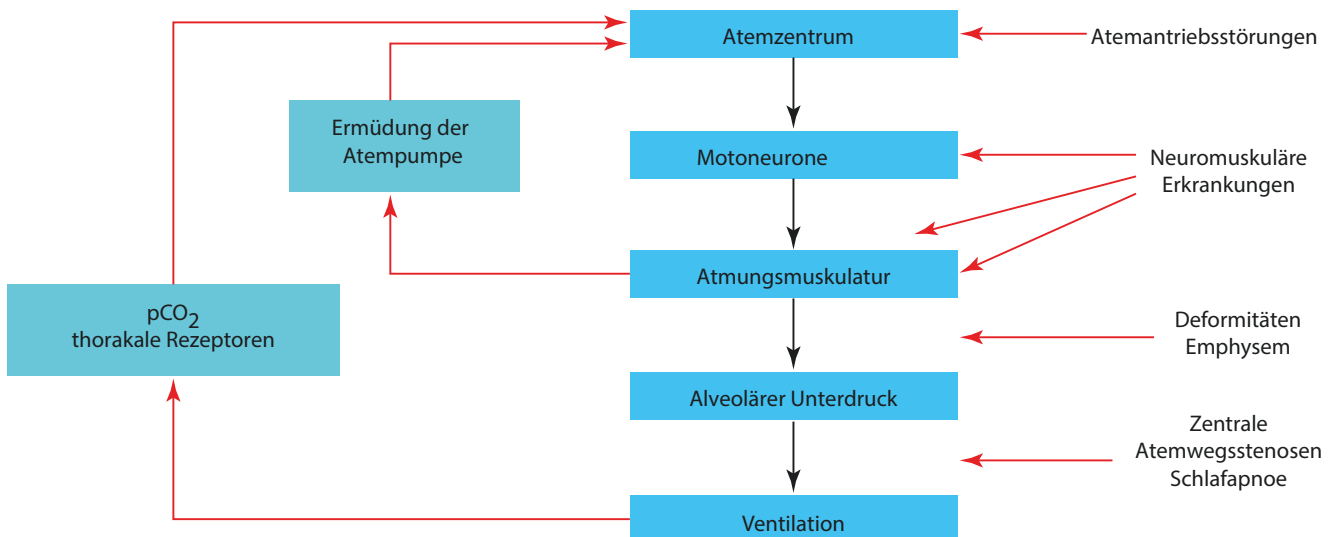 Atemzentrum
Atemantriebsstörungen
Ermüdung der
Atempumpe
Motoneurone
Neuromuskuläre
Erkrankungen
Atmungsmuskulatur
pCO2
thorakale Rezeptoren
Deformitäten
Emphysem
Alveolärer Unterdruck
Zentrale
Atemwegsstenosen
Schlafapnoe
Ventilation